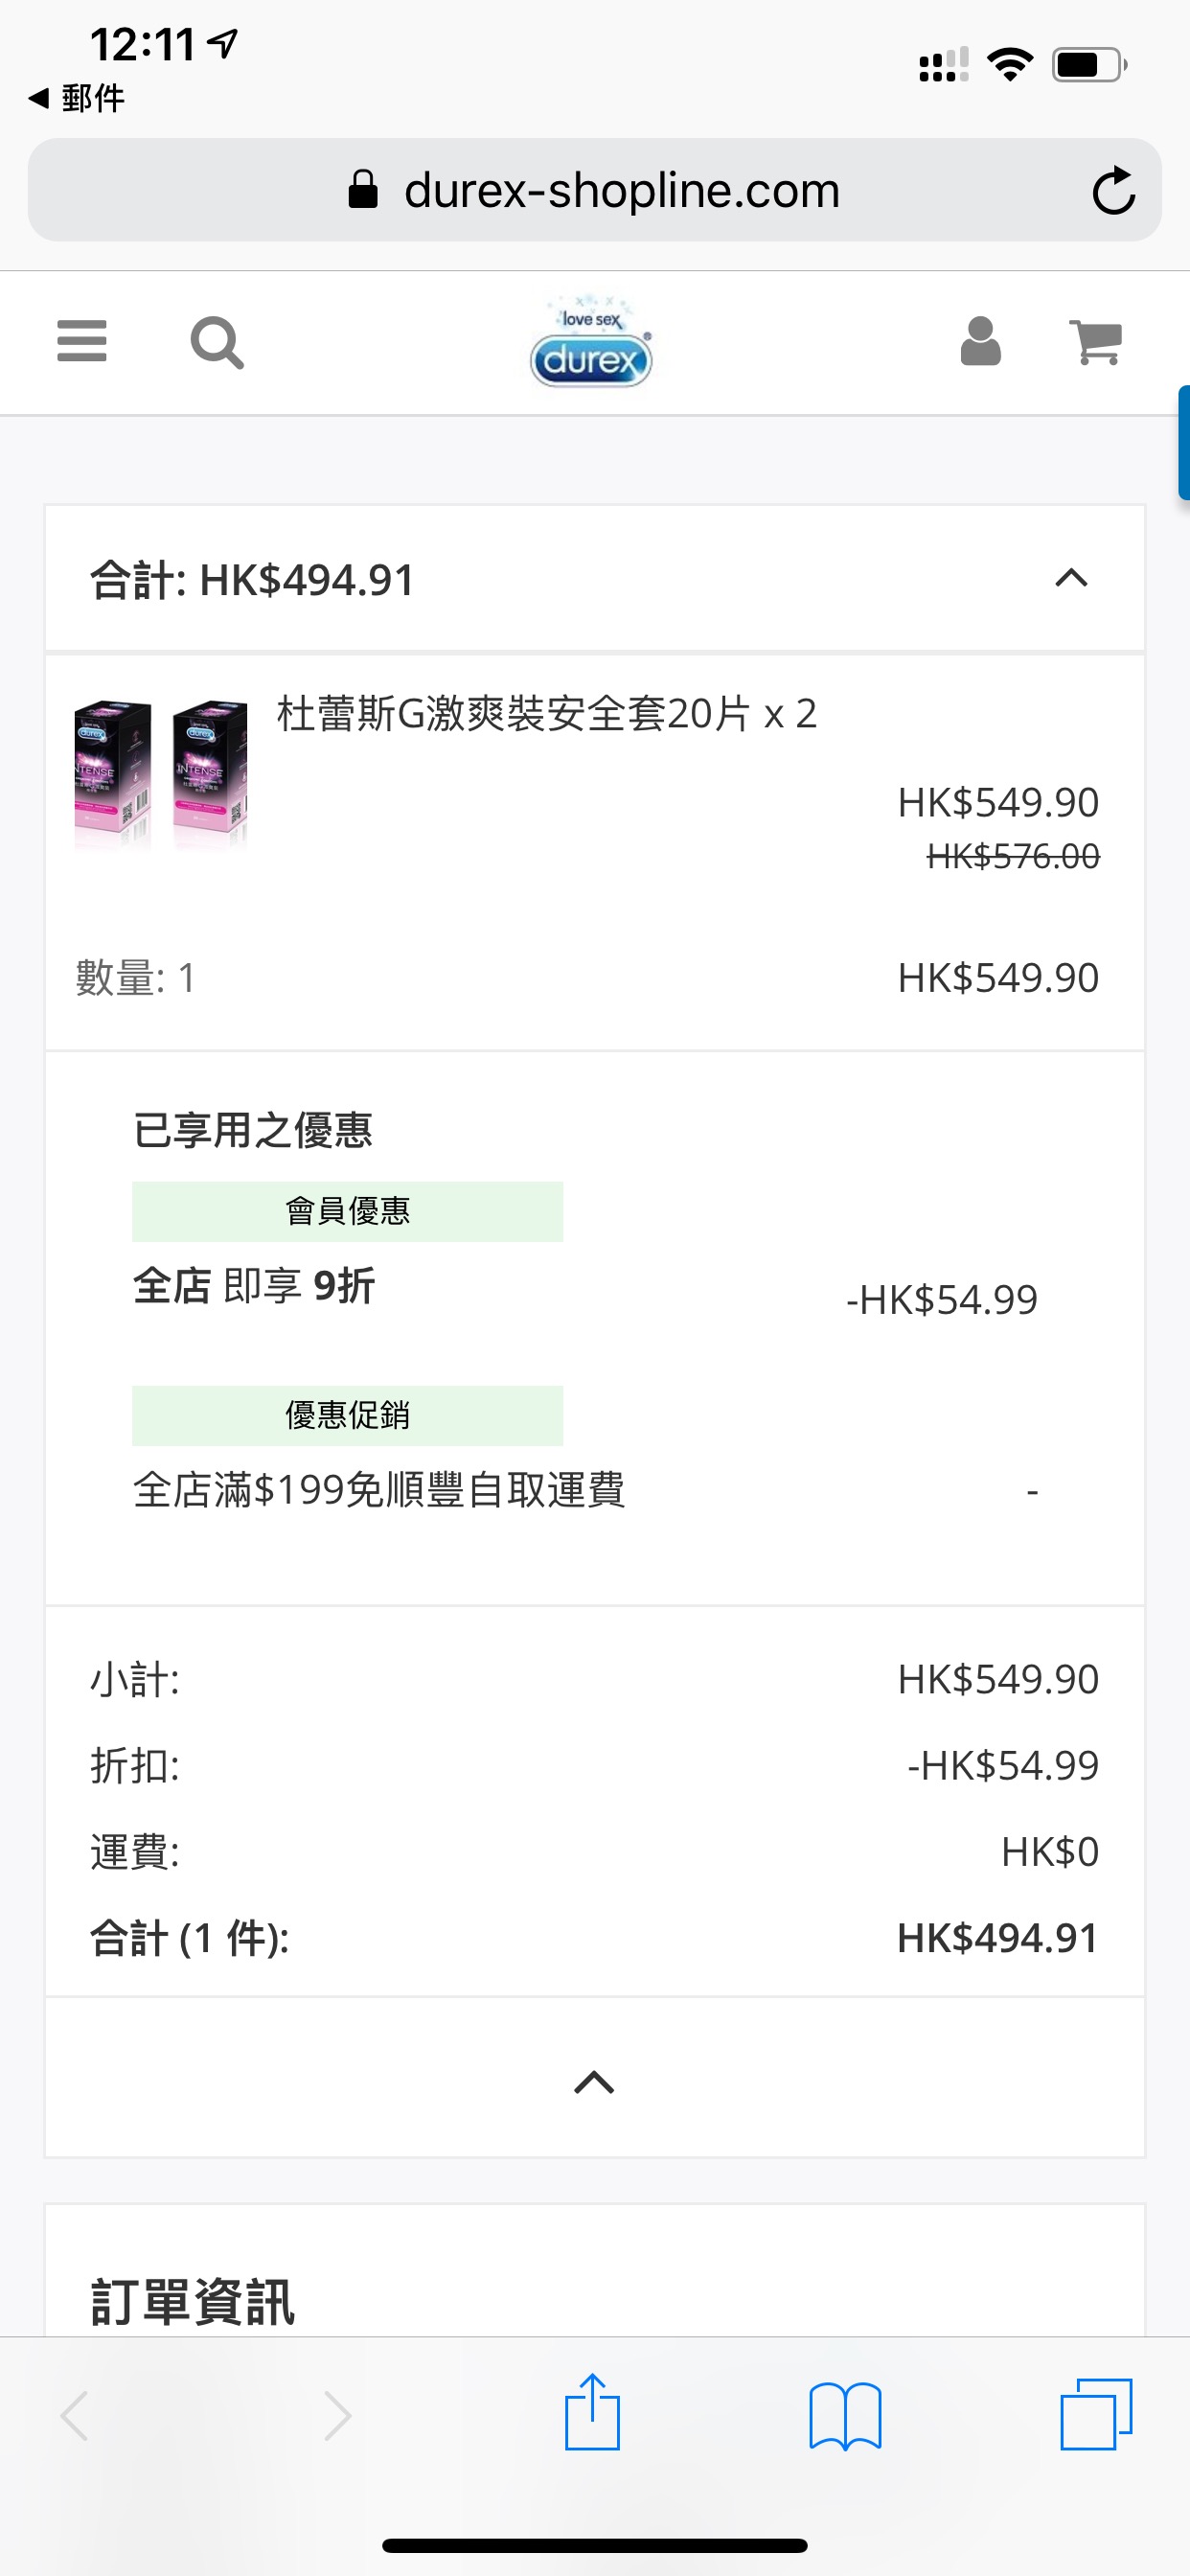 12:11
郵件
durex-shopline.com
love sex
durex
合計: HK$494.91
durex
INTENSE
durex
INTENSE
杜蕾斯G激爽裝安全套20片 x 2
HK$549.90
HK$576.00
數量: 1
HK$549.90
已享用之優惠
會員優惠
全店 即享 9折
-HK$54.99
優惠促銷
全店滿$199免順豐自取運費
-
小計:
HK$549.90
折扣:
-HK$54.99
運費:
HK$0
合計 (1 件):
HK$494.91
訂單資訊